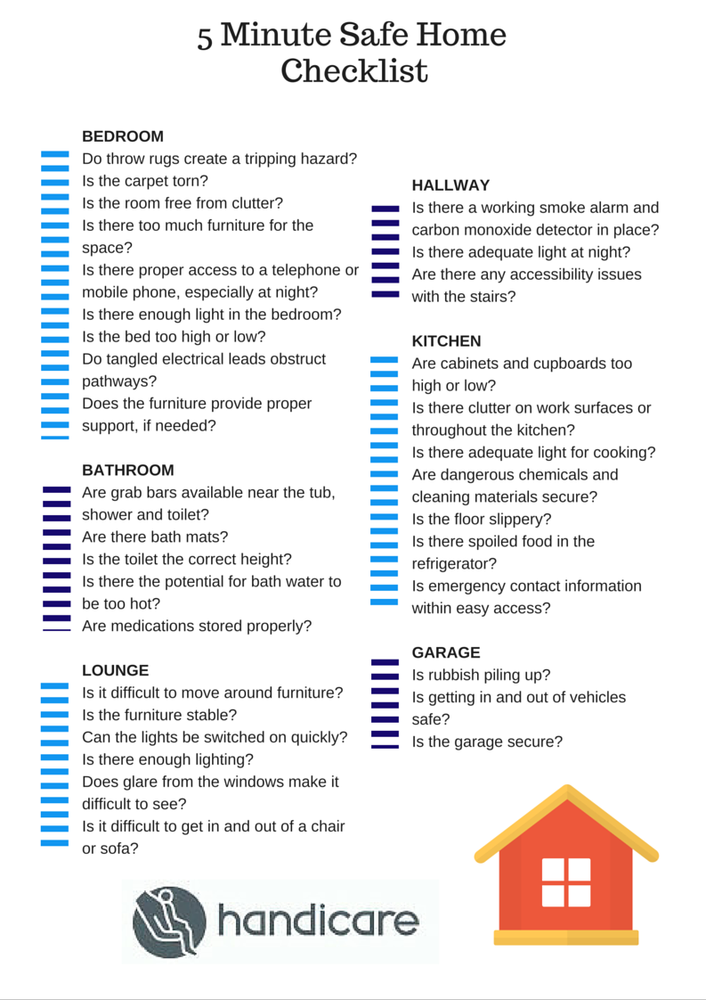 5 Minute Safe Home
Checklist
BEDROOM
Do throw rugs create a tripping hazard?
Is the carpet torn?
Is the room free from clutter?
Is there too much furniture for the
space?
Is there proper access to a telephone or
mobile phone, especially at night?
Is there enough light in the bedroom?
Is the bed too high or low?
Do tangled electrical leads obstruct
pathways?
Does the furniture provide proper
support, if needed?
BATHROOM
Are grab bars available near the tub,
shower and toilet?
Are there bath mats?
Is the toilet the correct height?
Is there the potential for bath water to
be too hot?
Are medications stored properly?
LOUNGE
Is it difficult to move around furniture?
Is the furniture stable?
Can the lights be switched on quickly?
Is there enough lighting?
Does glare from the windows make it
difficult to see?
Is it difficult to get in and out of a chair
or sofa?
HALLWAY
Is there a working smoke alarm and
carbon monoxide detector in place?
Is there adequate light at night?
Are there any accessibility issues
with the stairs?
KITCHEN
Are cabinets and cupboards too
high or low?
Is there clutter on work surfaces or
throughout the kitchen?
Is there adequate light for cooking?
Are dangerous chemicals and
cleaning materials secure?
Is the floor slippery?
Is there spoiled food in the
refrigerator?
Is emergency contact information
within easy access?
GARAGE
Is rubbish piling up?
Is getting in and out of vehicles
safe?
Is the garage secure?
handicare